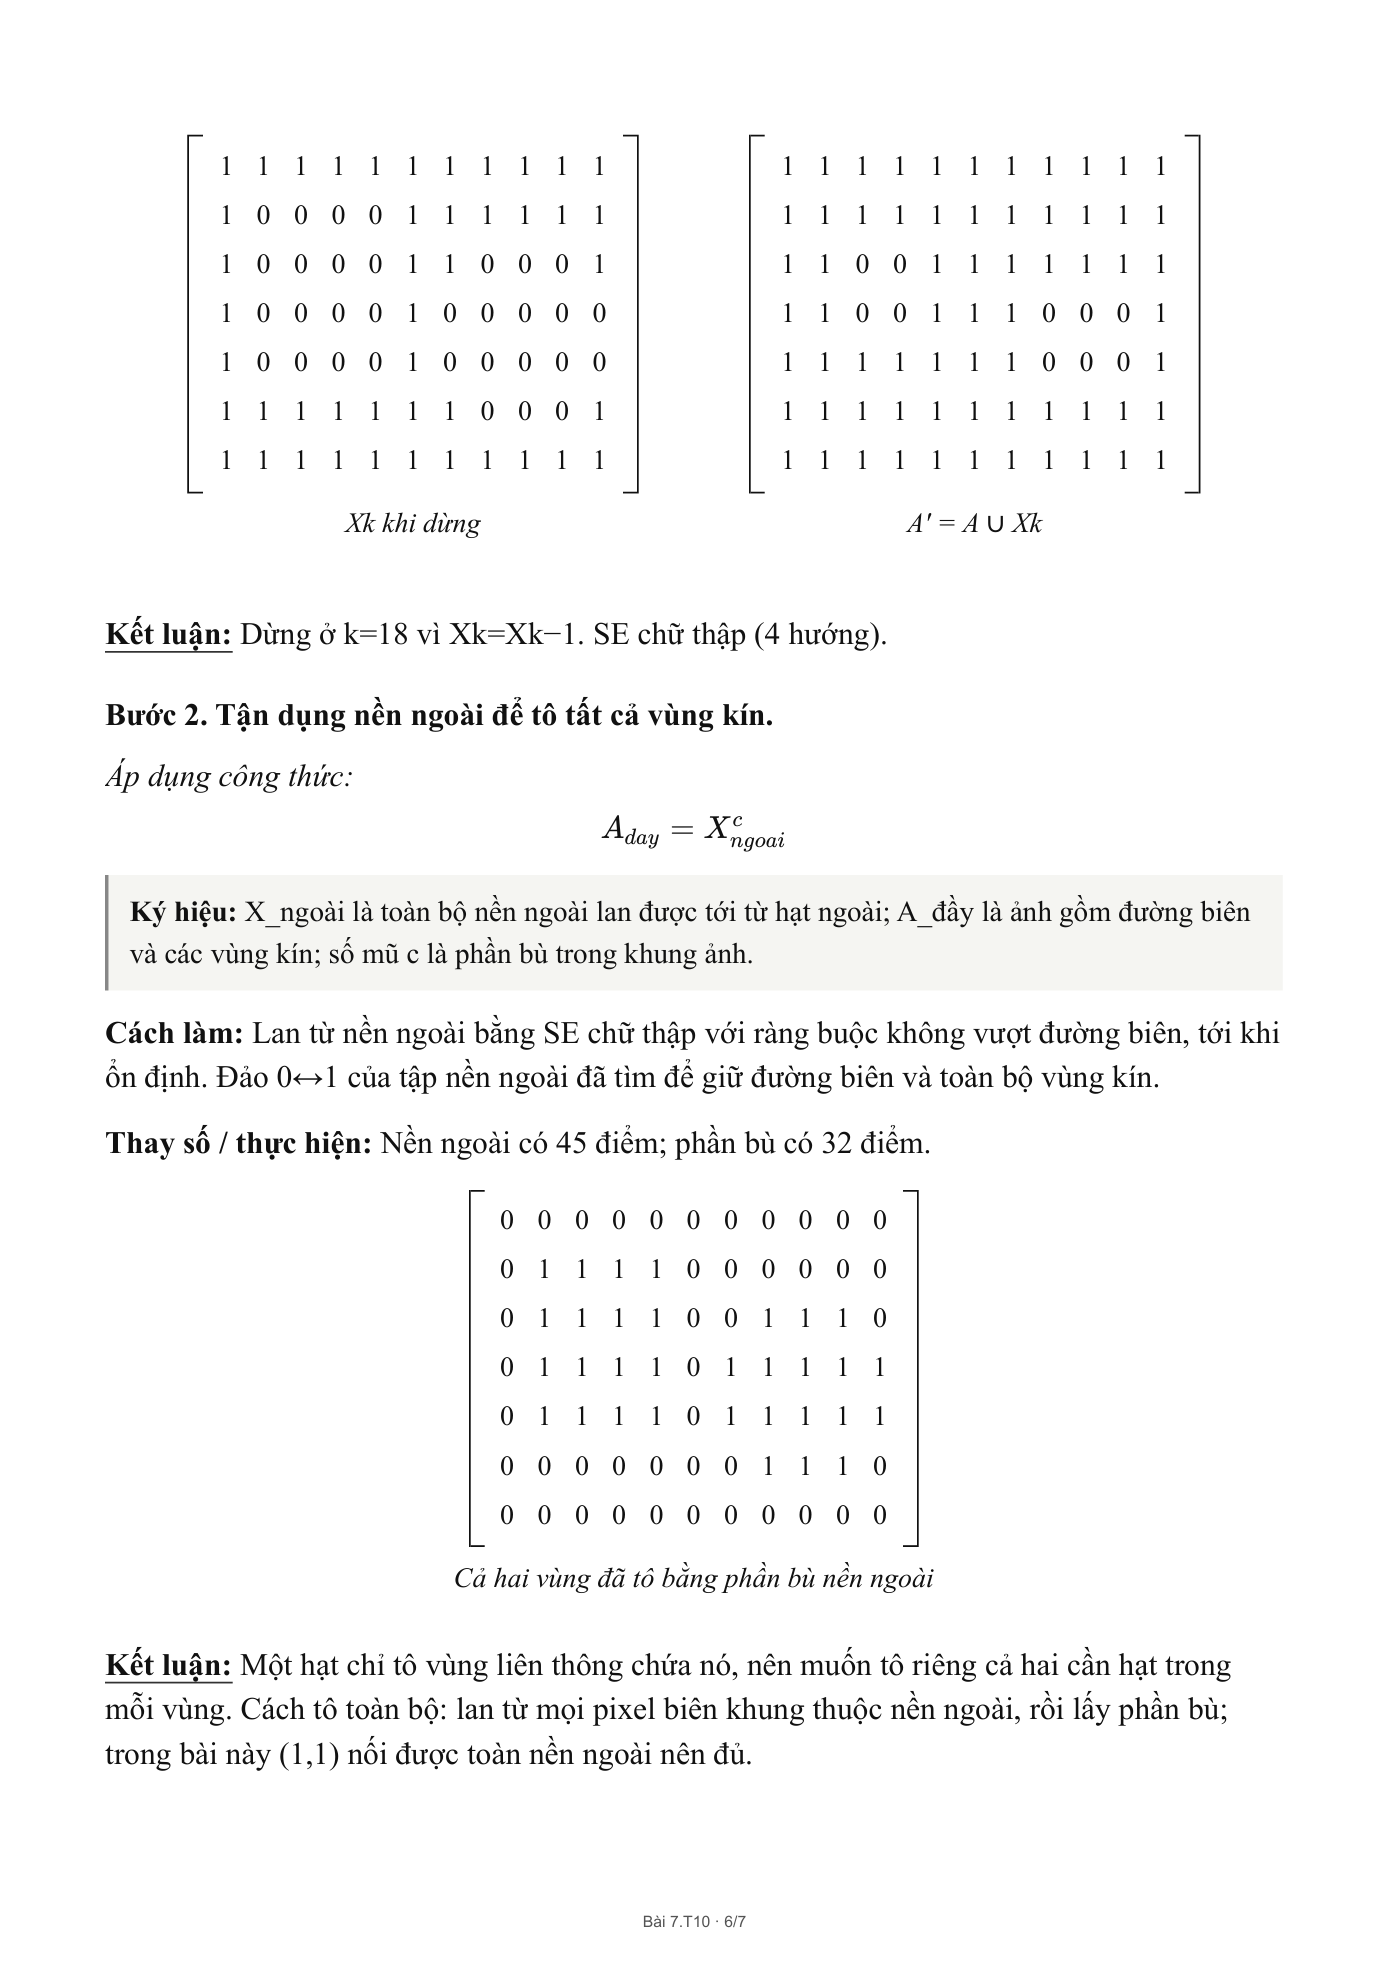 1 1 1 1 1 1 1 1 1 1 1
1 0 0 0 0 1 1 1 1 1 1
1 0 0 0 0 1 1 0 0 0 1
1 0 0 0 0 1 0 0 0 0 0
1 0 0 0 0 1 0 0 0 0 0
1 1 1 1 1 1 1 0 0 0 1
1 1 1 1 1 1 1 1 1 1 1
Xk khi dừng
1 1 1 1 1 1 1 1 1 1 1
1 1 1 1 1 1 1 1 1 1 1
1 1 0 0 1 1 1 1 1 1 1
1 1 0 0 1 1 1 0 0 0 1
1 1 1 1 1 1 1 0 0 0 1
1 1 1 1 1 1 1 1 1 1 1
1 1 1 1 1 1 1 1 1 1 1
A′ = A ∪ Xk
Kết luận: Dừng ở k=18 vì Xk=Xk−1. SE chữ thập (4 hướng).
Bước 2. Tận dụng nền ngoài để tô tất cả vùng kín.
Áp dụng công thức:
A_{day} = X^{c}_{ngoai}
Ký hiệu: X_ngoài là toàn bộ nền ngoài lan được tới từ hạt ngoài; A_đầy là ảnh gồm đường biên
và các vùng kín; số mũ c là phần bù trong khung ảnh.
Cách làm: Lan từ nền ngoài bằng SE chữ thập với ràng buộc không vượt đường biên, tới khi
ổn định. Đảo 0↔1 của tập nền ngoài đã tìm để giữ đường biên và toàn bộ vùng kín.
Thay số / thực hiện: Nền ngoài có 45 điểm; phần bù có 32 điểm.
0 0 0 0 0 0 0 0 0 0 0
0 1 1 1 1 0 0 0 0 0 0
0 1 1 1 1 0 0 1 1 1 0
0 1 1 1 1 0 1 1 1 1 1
0 1 1 1 1 0 1 1 1 1 1
0 0 0 0 0 0 0 1 1 1 0
0 0 0 0 0 0 0 0 0 0 0
Cả hai vùng đã tô bằng phần bù nền ngoài
Kết luận: Một hạt chỉ tô vùng liên thông chứa nó, nên muốn tô riêng cả hai cần hạt trong
mỗi vùng. Cách tô toàn bộ: lan từ mọi pixel biên khung thuộc nền ngoài, rồi lấy phần bù;
trong bài này (1,1) nối được toàn nền ngoài nên đủ.
Bài 7.T10 · 6/7